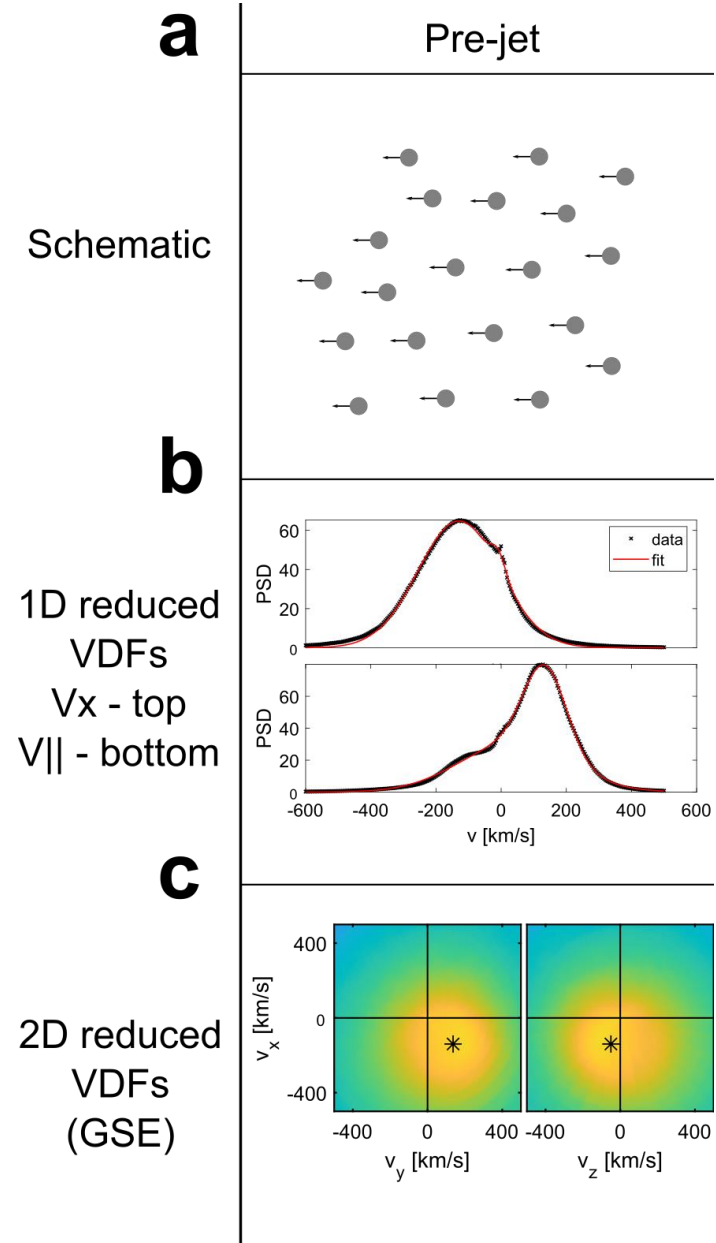 a
Pre-jet
Schematic
b
1D reduced
VDFs
Vx - top
V|| - bottom
PSD
60
40
20
0
data
fit
PSD
60
40
20
0
-600 -400 -200 0 200 400 600
v [km/s]
c
2D reduced
VDFs
(GSE)
v_x [km/s]
400
0
-400
-400 0 400
v_y [km/s]
-400 0 400
v_z [km/s]